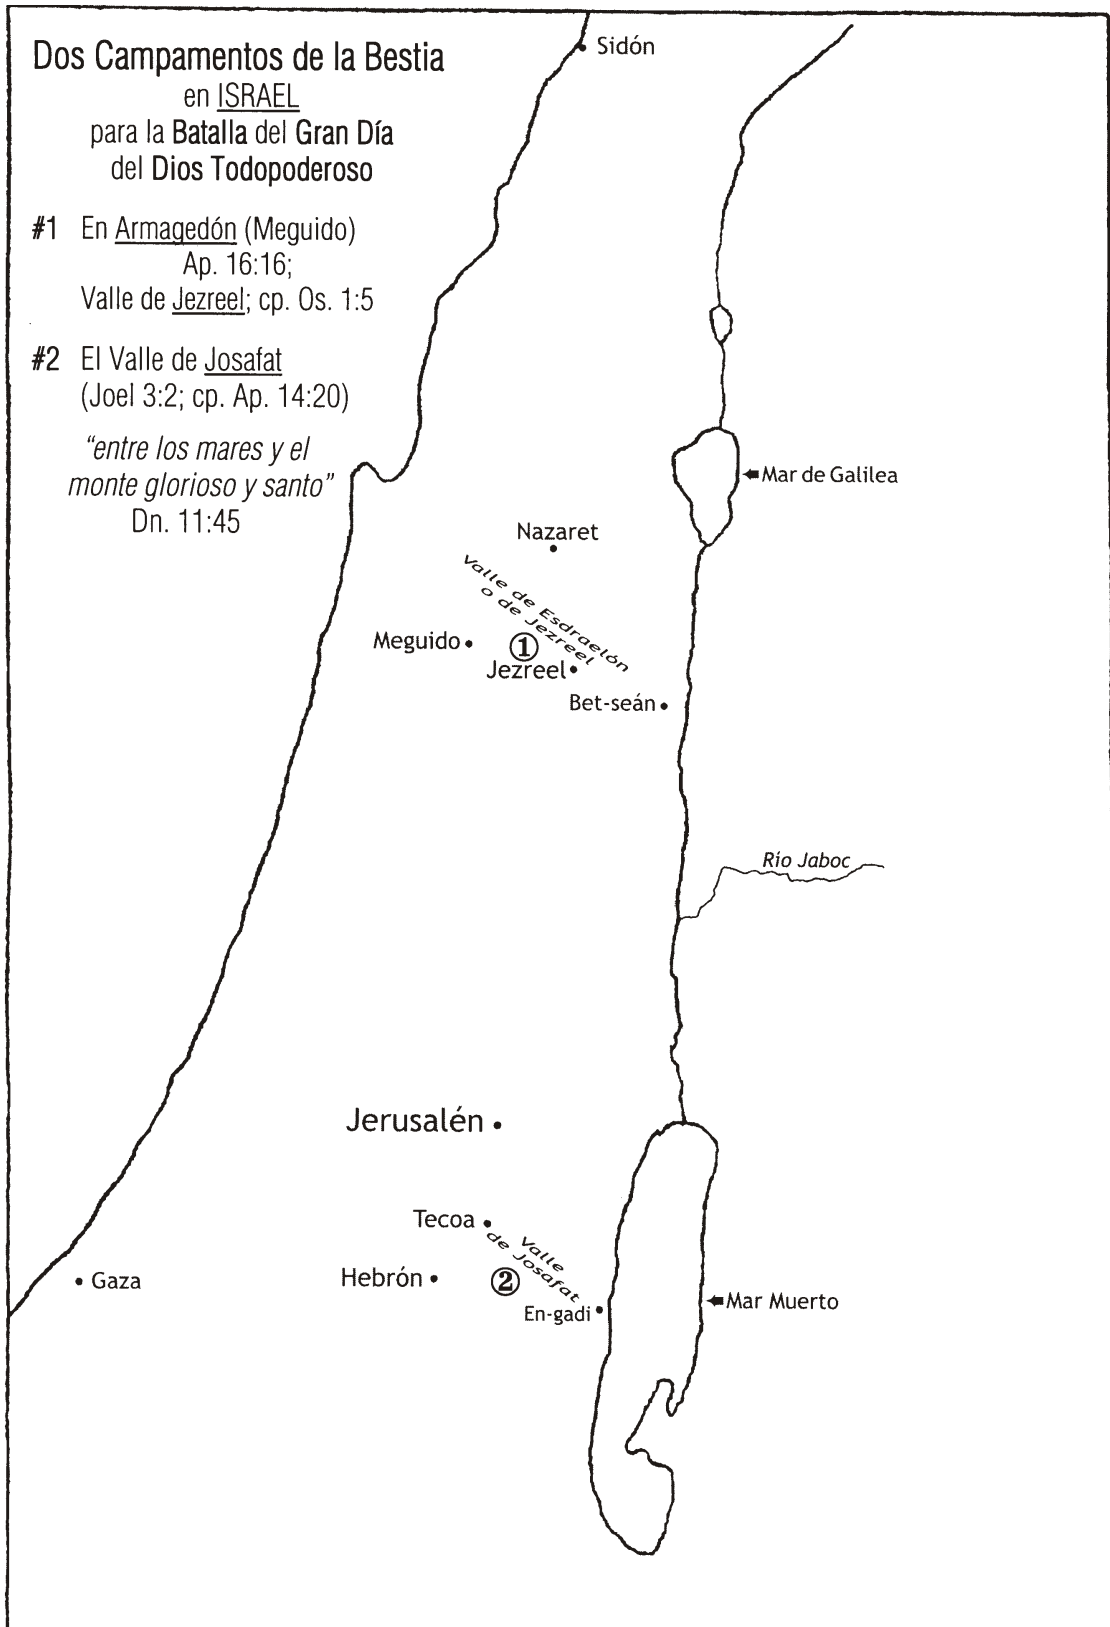 Dos Campamentos de la Bestia
en ISRAEL
para la Batalla del Gran Día
del Dios Todopoderoso
#1 En Armagedón (Meguido)
Ap. 16:16;
Valle de Jezreel; cp. Os. 1:5
#2 El Valle de Josafat
(Joel 3:2; cp. Ap. 14:20)
“entre los mares y el
monte glorioso y santo”
Dn. 11:45
Sidón
Mar de Galilea
Nazaret
Valle de Esdraelón
o de Jezreel
Meguido
1
Jezreel
Bet-seán
Río Jaboc
Jerusalén
Tecoa
Valle
de Josafat
Gaza
Hebrón
2
En-gadi
Mar Muerto